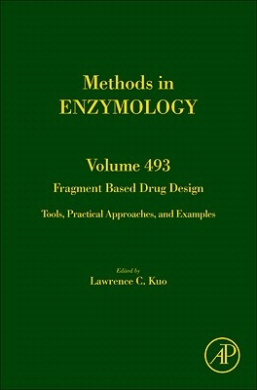 Methods in
ENZYMOLOGY
Volume 493
Fragment Based Drug Design
Tools, Practical Approaches, and Examples
Edited by
Lawrence C. Kuo
AP